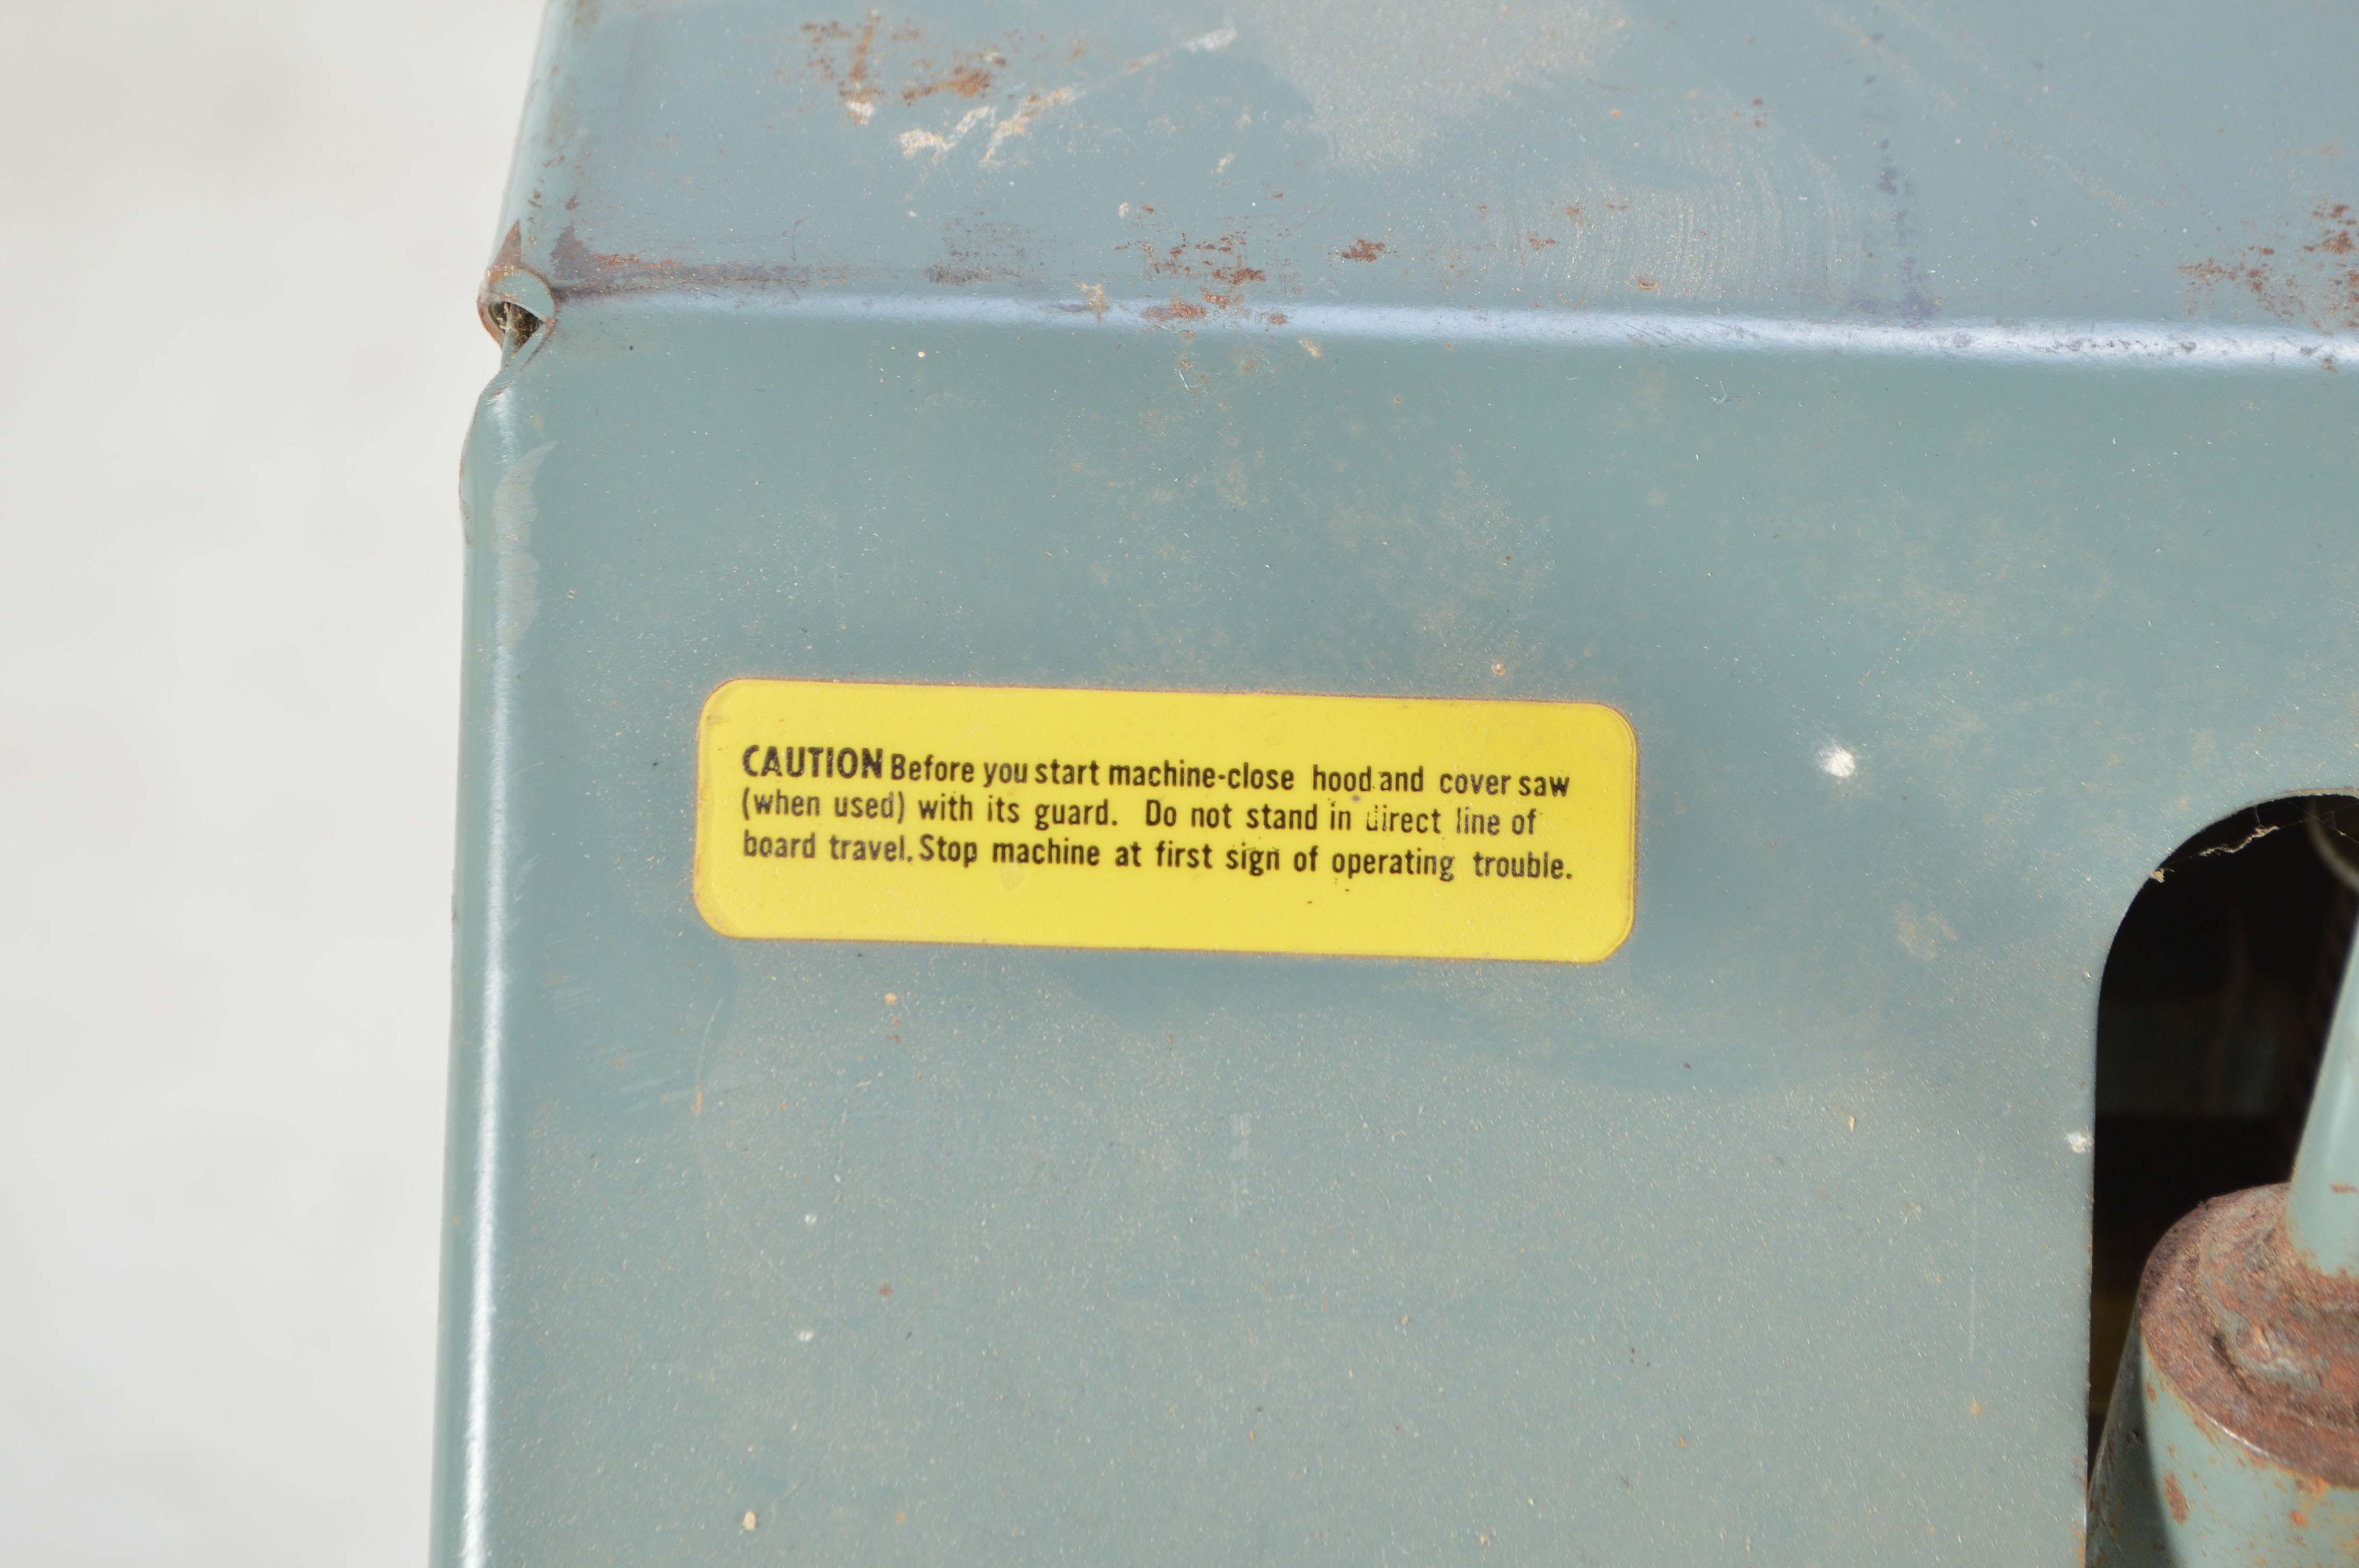 CAUTION Before you start machine-close hood and cover saw
(when used) with its guard. Do not stand in direct line of
board travel. Stop machine at first sign of operating trouble.